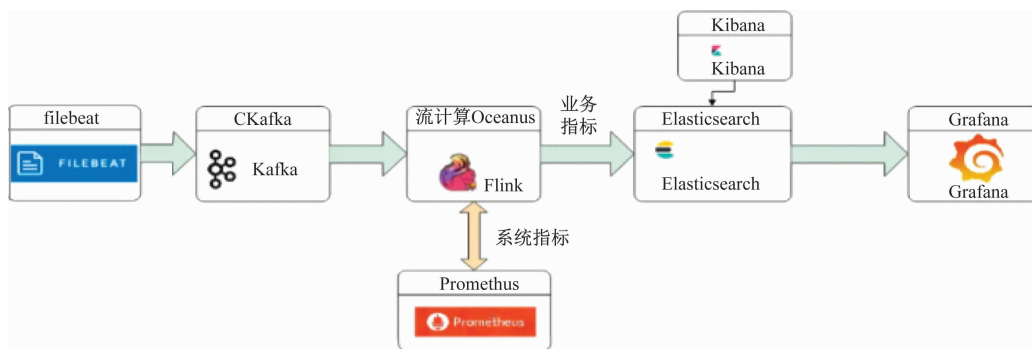 Kibana
Kibana
filebeat
FILEBEAT
CKafka
Kafka
流计算Oceanus
Flink
业务
指标
Elasticsearch
Elasticsearch
Grafana
Grafana
系统指标
Promethus
Prometheus